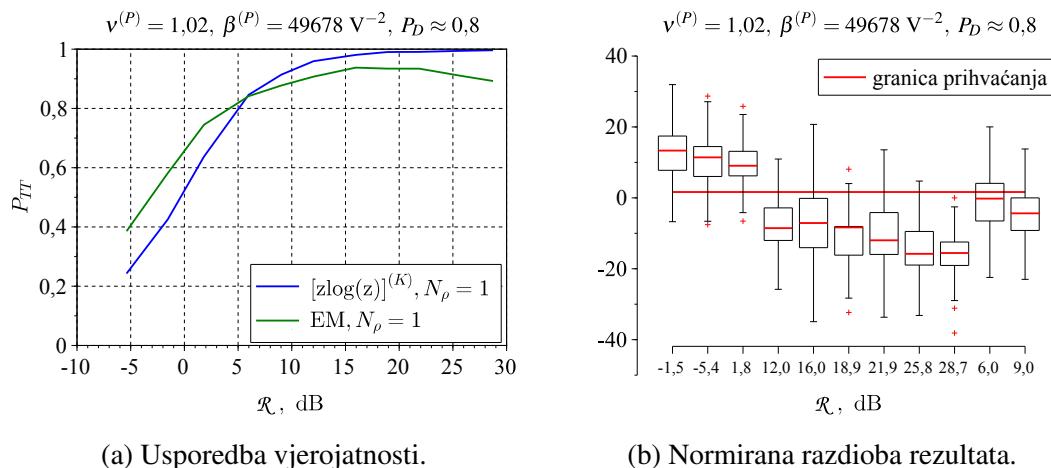 ν^(P) = 1,02, β^(P) = 49678 V^−2, P_D ≈ 0,8
1
0,8
0,6
0,4
0,2
0
P_TT
-10 -5 0 5 10 15 20 25 30
ℛ, dB
[zlog(z)]^(K), N_ρ = 1
EM, N_ρ = 1
(a) Usporedba vjerojatnosti.
ν^(P) = 1,02, β^(P) = 49678 V^−2, P_D ≈ 0,8
40
20
0
-20
-40
granica prihvaćanja
-1,5 -5,4 1,8 12,0 16,0 18,9 21,9 25,8 28,7 6,0 9,0
ℛ, dB
(b) Normirana razdioba rezultata.